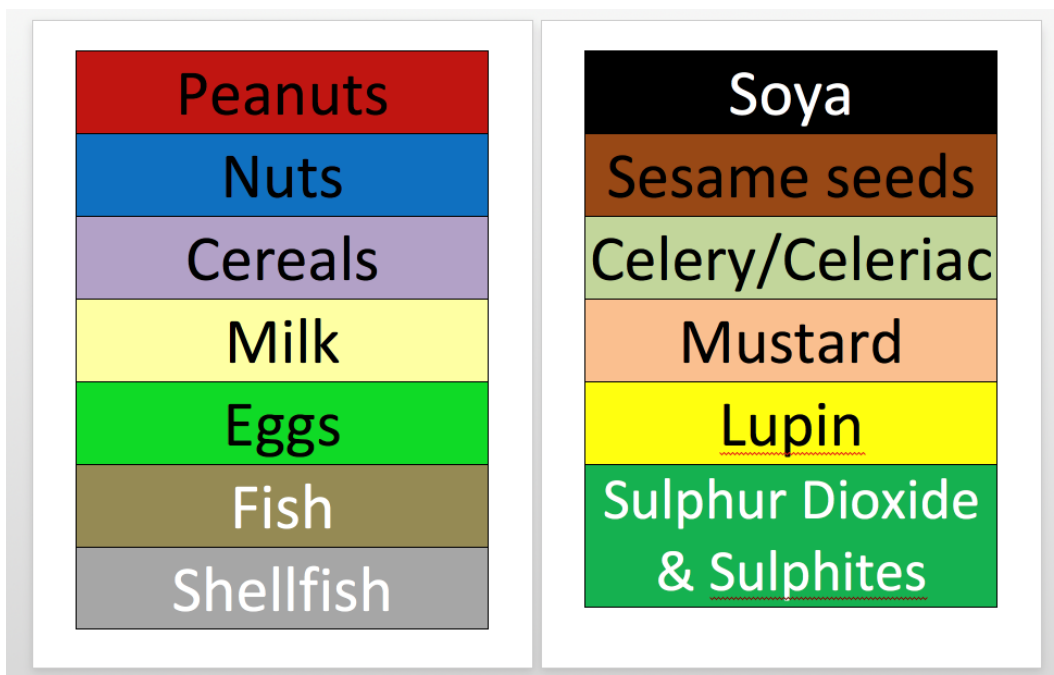 Peanuts
Nuts
Cereals
Milk
Eggs
Fish
Shellfish
Soya
Sesame seeds
Celery/Celeriac
Mustard
Lupin
Sulphur Dioxide
& Sulphites